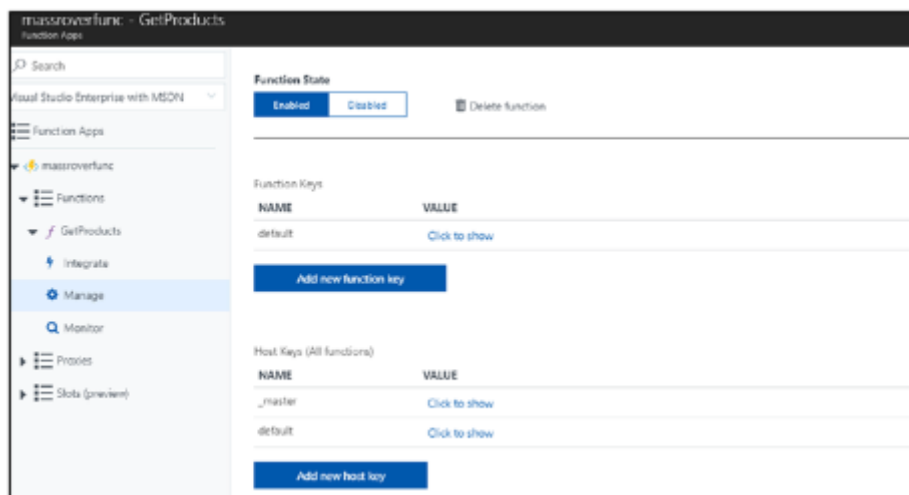 massroverfunc - GetProducts
Function Apps
Search
Visual Studio Enterprise with MSDN
Function Apps
massroverfunc
Functions
f GetProducts
Integrate
Manage
Monitor
Proxies
Slots (preview)
Function State
Enabled Disabled Delete function
Function Keys
NAME VALUE
default Click to show
Add new function key
Host Keys (All functions)
NAME VALUE
_master Click to show
default Click to show
Add new host key